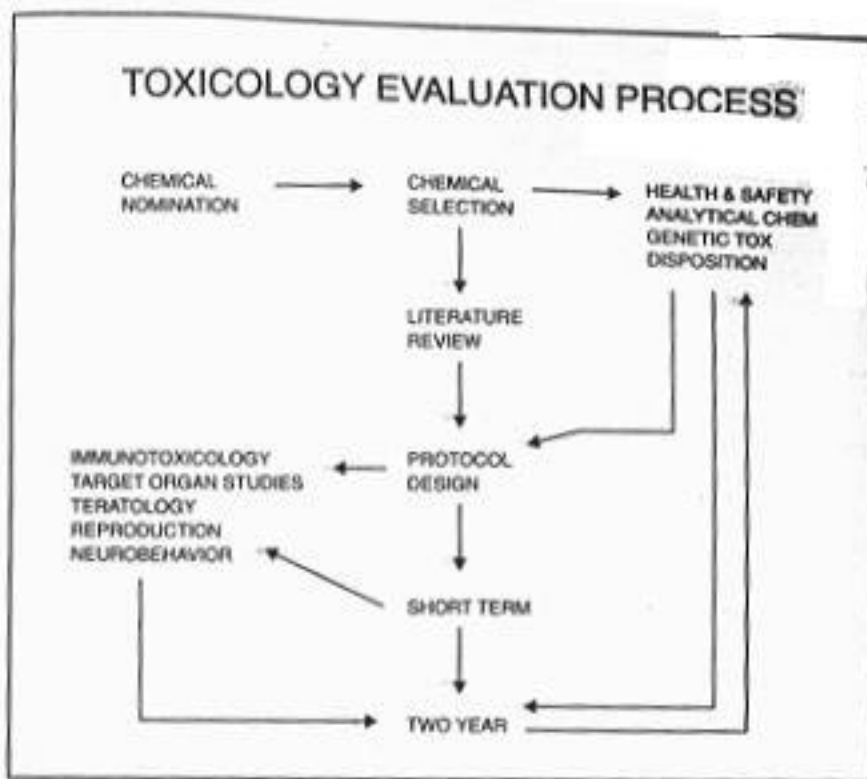 TOXICOLOGY EVALUATION PROCESS
CHEMICAL
NOMINATION
CHEMICAL
SELECTION
HEALTH & SAFETY
ANALYTICAL CHEM
GENETIC TOX
DISPOSITION
LITERATURE
REVIEW
IMMUNOTOXICOLOGY
TARGET ORGAN STUDIES
TERATOLOGY
REPRODUCTION
NEUROBEHAVIOR
PROTOCOL
DESIGN
SHORT TERM
TWO YEAR